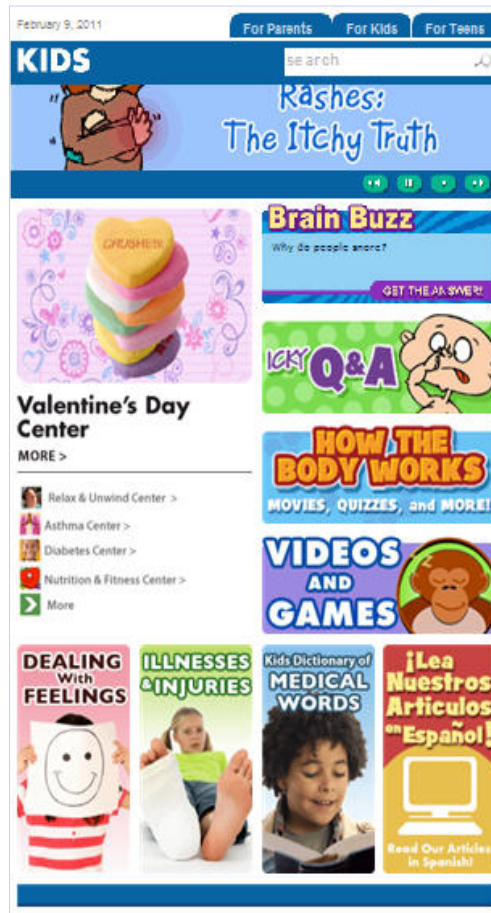 February 9, 2011
For Parents
For Kids
For Teens
KIDS
search
Rashes:
The Itchy Truth
CRUSHED!
Valentine's Day
Center
MORE >
Relax & Unwind Center >
Asthma Center >
Diabetes Center >
Nutrition & Fitness Center >
More
Brain Buzz
Why do people snore?
GET THE ANSWER!
ICKY Q&A
HOW THE
BODY WORKS
MOVIES, QUIZZES, and MORE!
VIDEOS
AND
GAMES
DEALING
With
FEELINGS
ILLNESSES
& INJURIES
Kids Dictionary of
MEDICAL
WORDS
¡Lea
Nuestros
Articulos
en Español!
Read Our Articles
in Spanish!